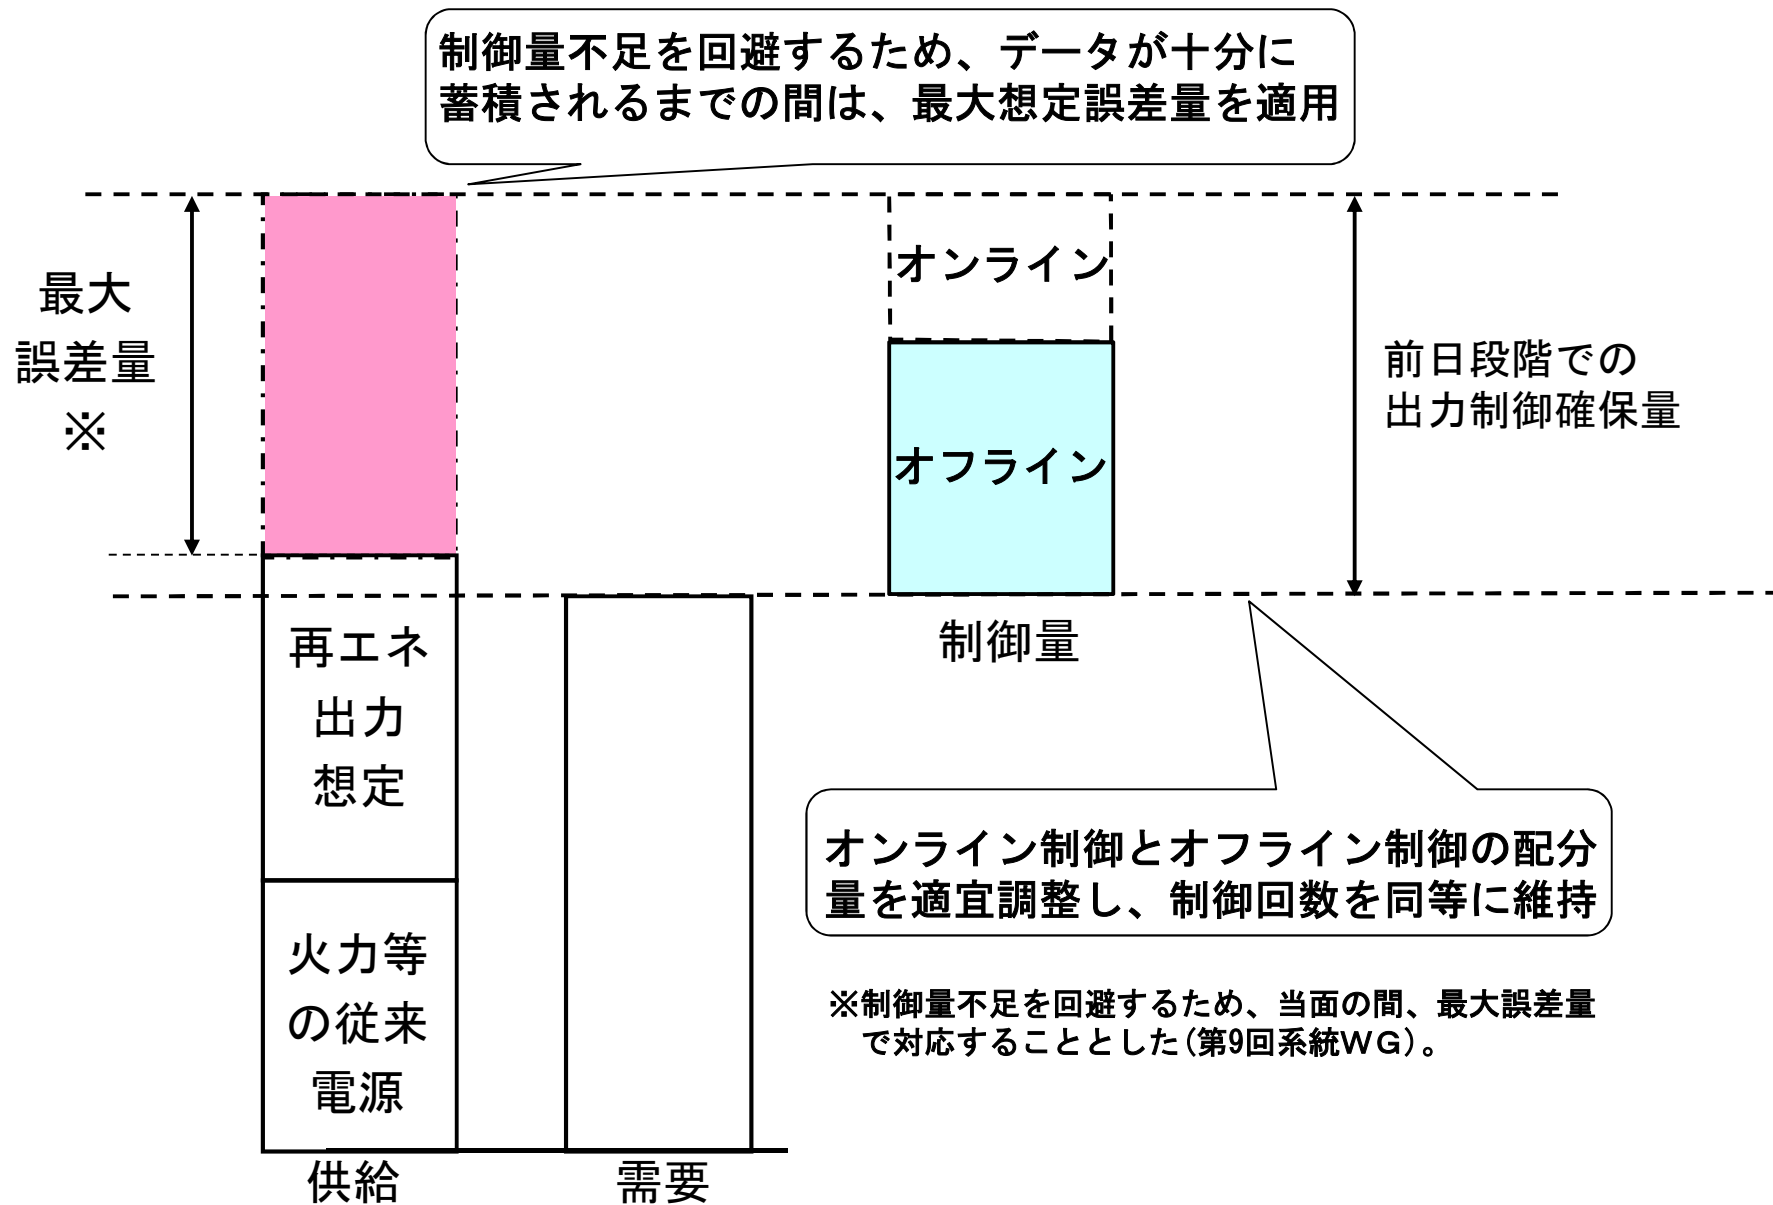 制御量不足を回避するため、データが十分に
蓄積されるまでの間は、最大想定誤差量を適用
最大
誤差量
※
オンライン
オフライン
前日段階での
出力制御確保量
制御量
再エネ
出力
想定
火力等
の従来
電源
供給
需要
オンライン制御とオフライン制御の配分
量を適宜調整し、制御回数を同等に維持
※制御量不足を回避するため、当面の間、最大誤差量
で対応することとした(第9回系統ＷＧ)。